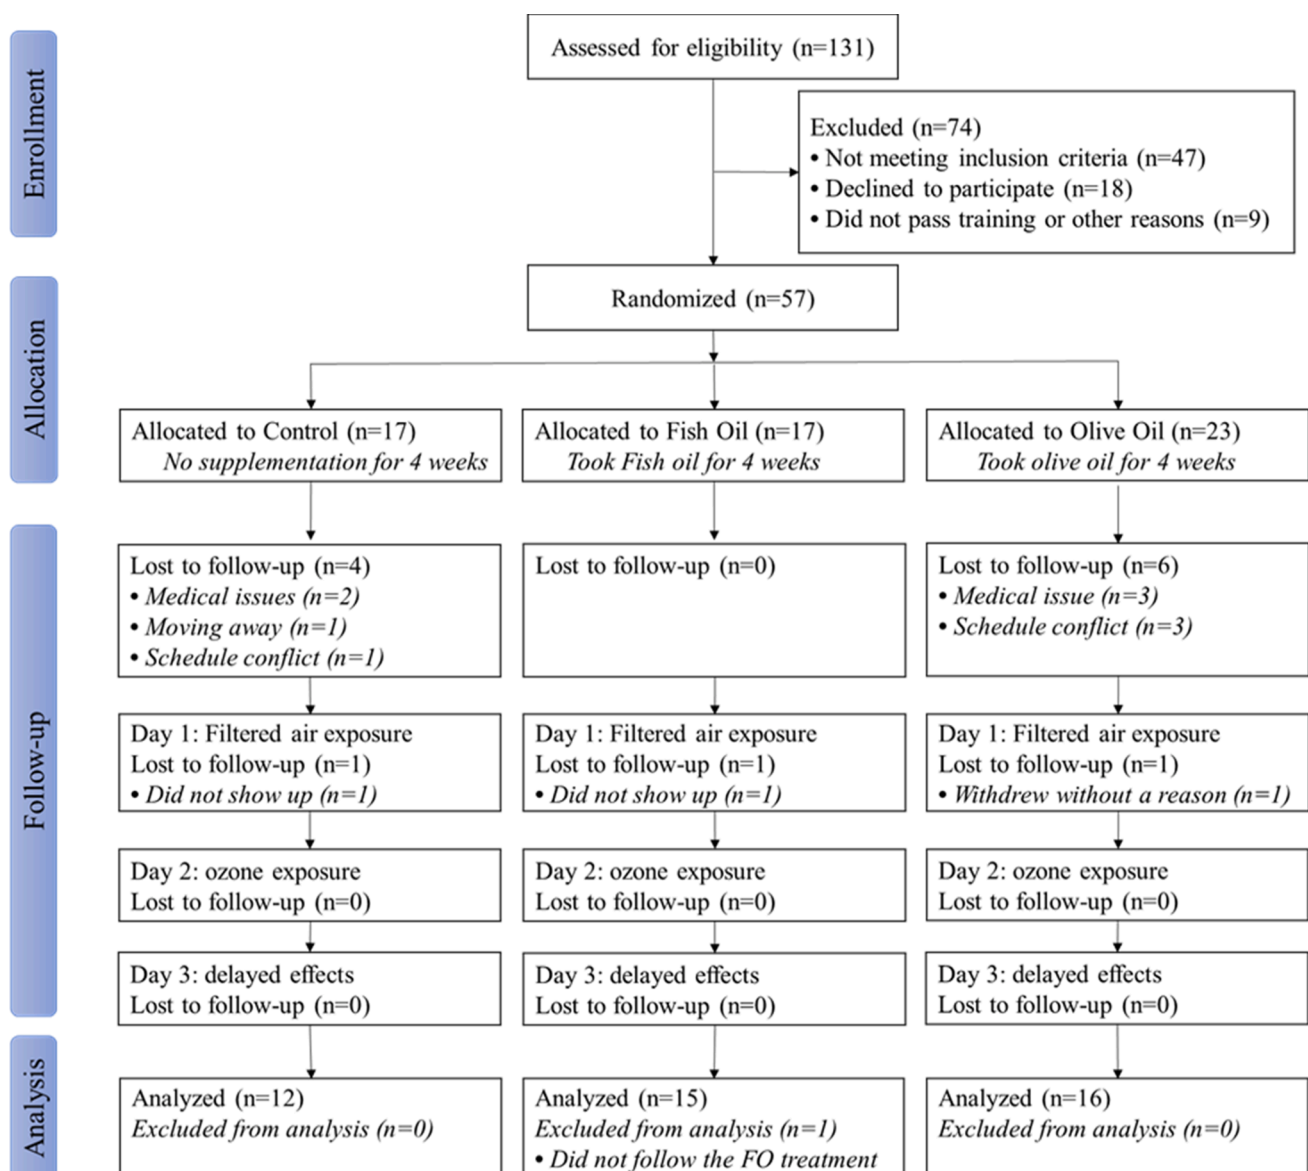 Enrollment
Assessed for eligibility (n=131)
Excluded (n=74)
• Not meeting inclusion criteria (n=47)
• Declined to participate (n=18)
• Did not pass training or other reasons (n=9)
Allocation
Randomized (n=57)
Allocated to Control (n=17)
No supplementation for 4 weeks
Allocated to Fish Oil (n=17)
Took Fish oil for 4 weeks
Allocated to Olive Oil (n=23)
Took olive oil for 4 weeks
Follow-up
Lost to follow-up (n=4)
• Medical issues (n=2)
• Moving away (n=1)
• Schedule conflict (n=1)
Lost to follow-up (n=0)
Lost to follow-up (n=6)
• Medical issue (n=3)
• Schedule conflict (n=3)
Day 1: Filtered air exposure
Lost to follow-up (n=1)
• Did not show up (n=1)
Day 1: Filtered air exposure
Lost to follow-up (n=1)
• Did not show up (n=1)
Day 1: Filtered air exposure
Lost to follow-up (n=1)
• Withdrew without a reason (n=1)
Day 2: ozone exposure
Lost to follow-up (n=0)
Day 2: ozone exposure
Lost to follow-up (n=0)
Day 2: ozone exposure
Lost to follow-up (n=0)
Day 3: delayed effects
Lost to follow-up (n=0)
Day 3: delayed effects
Lost to follow-up (n=0)
Day 3: delayed effects
Lost to follow-up (n=0)
Analysis
Analyzed (n=12)
Excluded from analysis (n=0)
Analyzed (n=15)
Excluded from analysis (n=1)
• Did not follow the FO treatment
Analyzed (n=16)
Excluded from analysis (n=0)